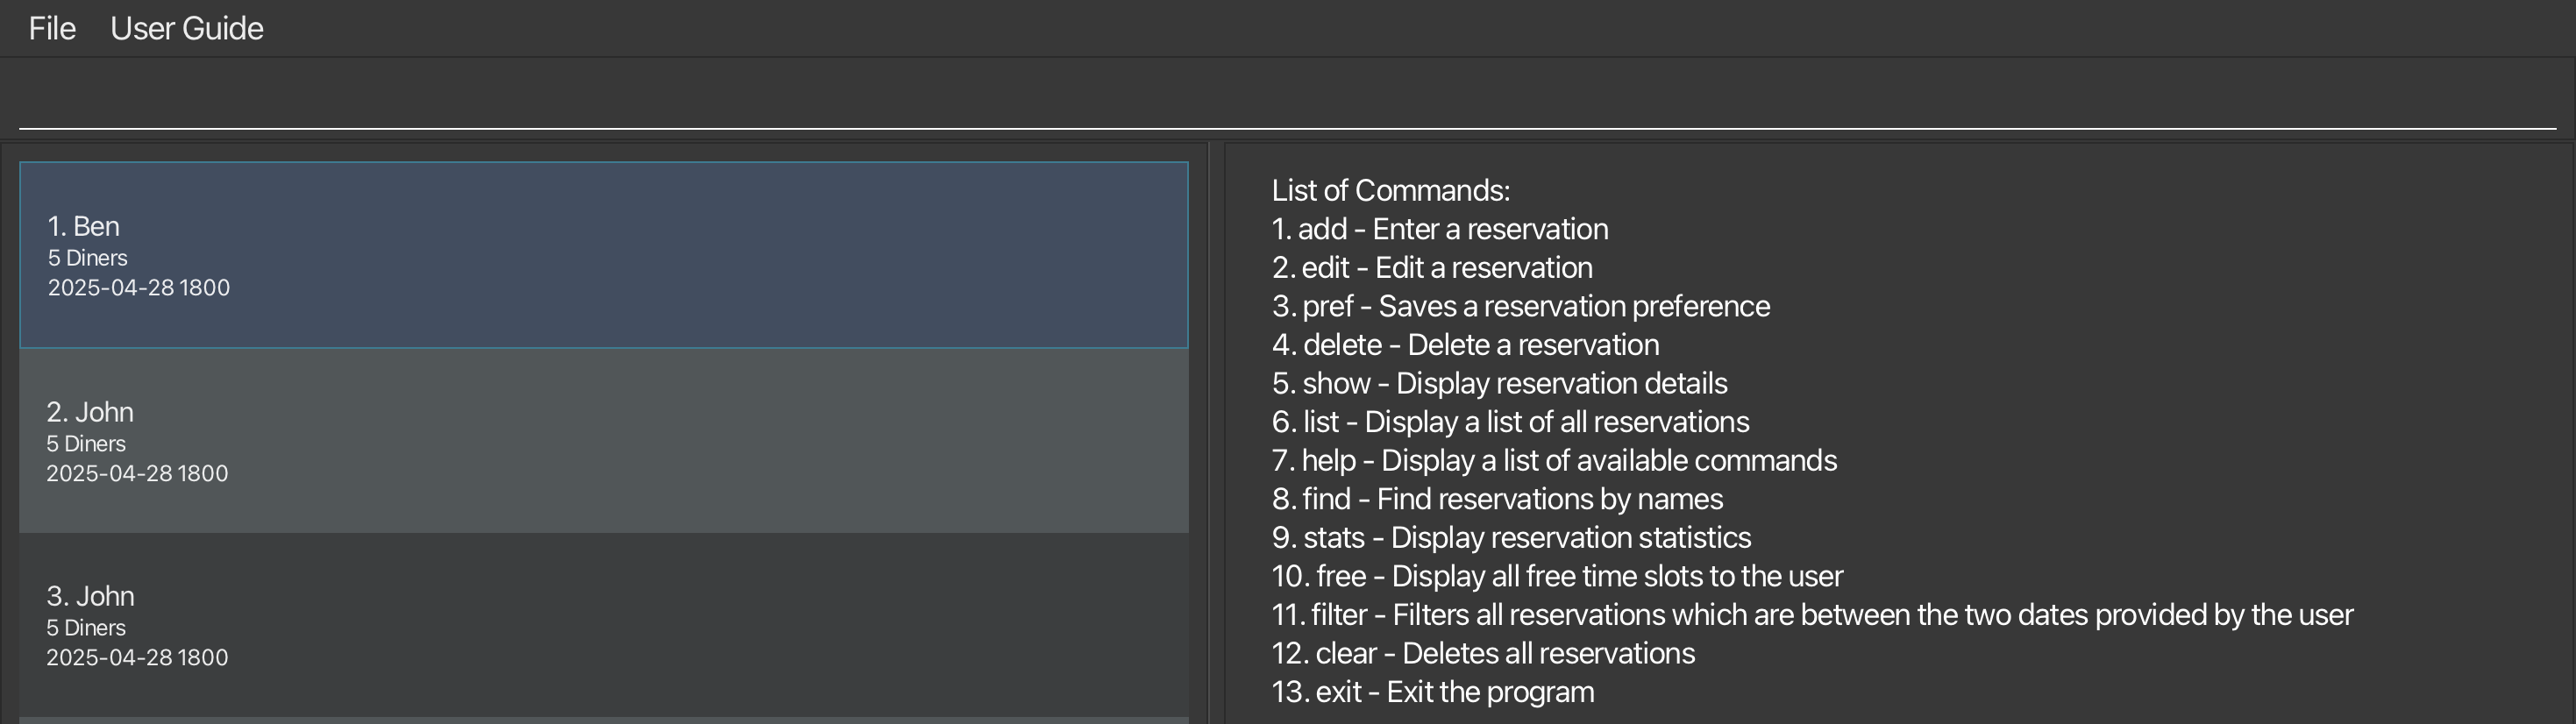 File User Guide
1. Ben
5 Diners
2025-04-28 1800
2. John
5 Diners
2025-04-28 1800
3. John
5 Diners
2025-04-28 1800
List of Commands:
1. add - Enter a reservation
2. edit - Edit a reservation
3. pref - Saves a reservation preference
4. delete - Delete a reservation
5. show - Display reservation details
6. list - Display a list of all reservations
7. help - Display a list of available commands
8. find - Find reservations by names
9. stats - Display reservation statistics
10. free - Display all free time slots to the user
11. filter - Filters all reservations which are between the two dates provided by the user
12. clear - Deletes all reservations
13. exit - Exit the program